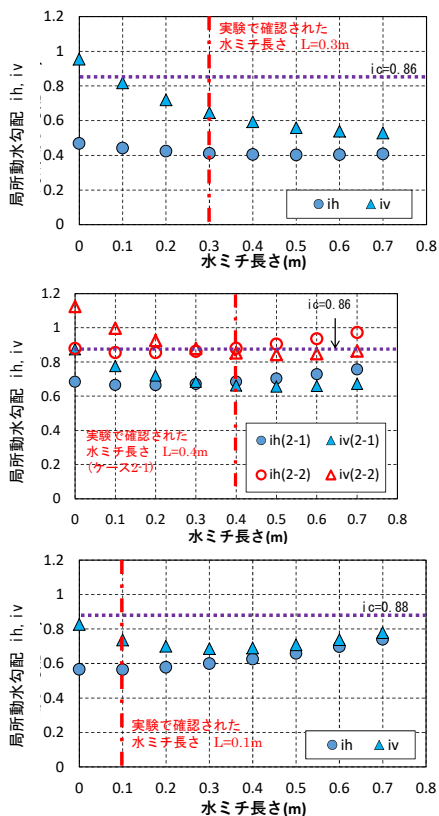 1.2
1
0.8
0.6
0.4
0.2
0
局所動水勾配 ih, iv
実験で確認された
水ミチ長さ L=0.3m
ic=0.86
ih
iv
0 0.1 0.2 0.3 0.4 0.5 0.6 0.7 0.8
水ミチ長さ(m)
1.2
1
0.8
0.6
0.4
0.2
0
局所動水勾配 ih, iv
ic=0.86
実験で確認された
水ミチ長さ L=0.4m
(ケース2-1)
ih(2-1) iv(2-1)
ih(2-2) iv(2-2)
0 0.1 0.2 0.3 0.4 0.5 0.6 0.7 0.8
水ミチ長さ(m)
1.2
1
0.8
0.6
0.4
0.2
0
局所動水勾配 ih, iv
ic=0.88
実験で確認された
水ミチ長さ L=0.1m
ih
iv
0 0.1 0.2 0.3 0.4 0.5 0.6 0.7 0.8
水ミチ長さ(m)